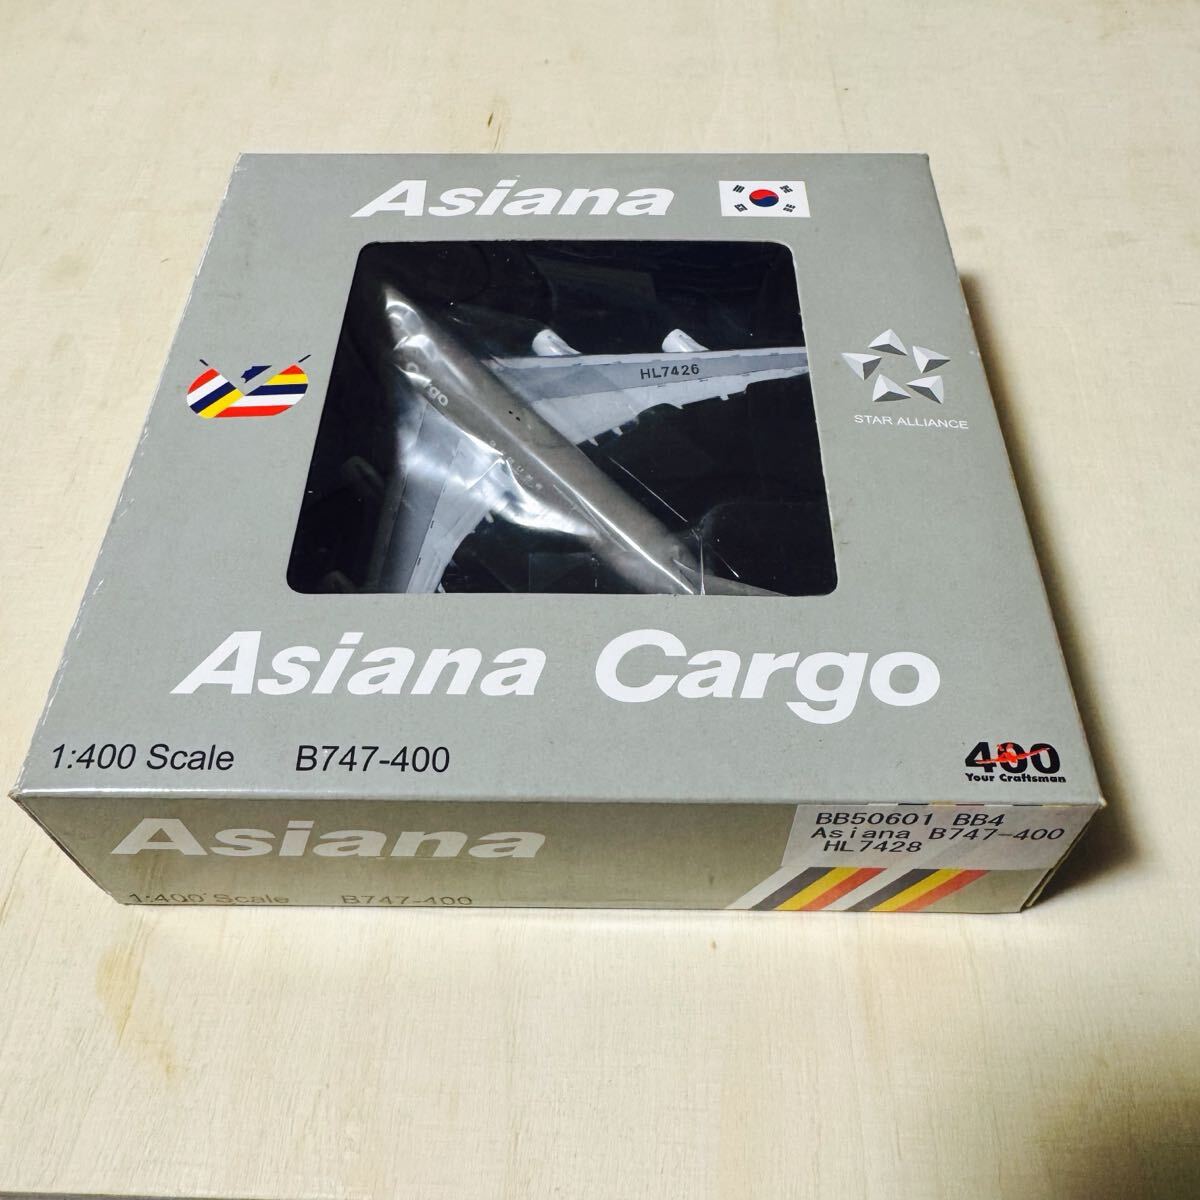 Asiana
HL7426
Cargo
STAR ALLIANCE
Asiana Cargo
1:400 Scale B747-400
400
Your Craftsman
Asiana
BB50601 BB4
Asiana B747-400
HL7428
1:400 Scale B747-400